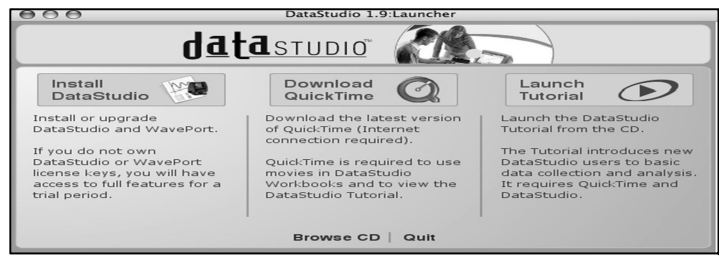 DataStudio 1.9:Launcher
data STUDIO™
Install
DataStudio
Install or upgrade
DataStudio and WavePort.
If you do not own
DataStudio or WavePort
license keys, you will have
access to full features for a
trial period.
Download
QuickTime
Download the latest version
of QuickTime (Internet
connection required).
QuickTime is required to use
movies in DataStudio
Workbooks and to view the
DataStudio Tutorial.
Launch
Tutorial
Launch the DataStudio
Tutorial from the CD.
The Tutorial introduces new
DataStudio users to basic
data collection and analysis.
It requires QuickTime and
DataStudio.
Browse CD | Quit